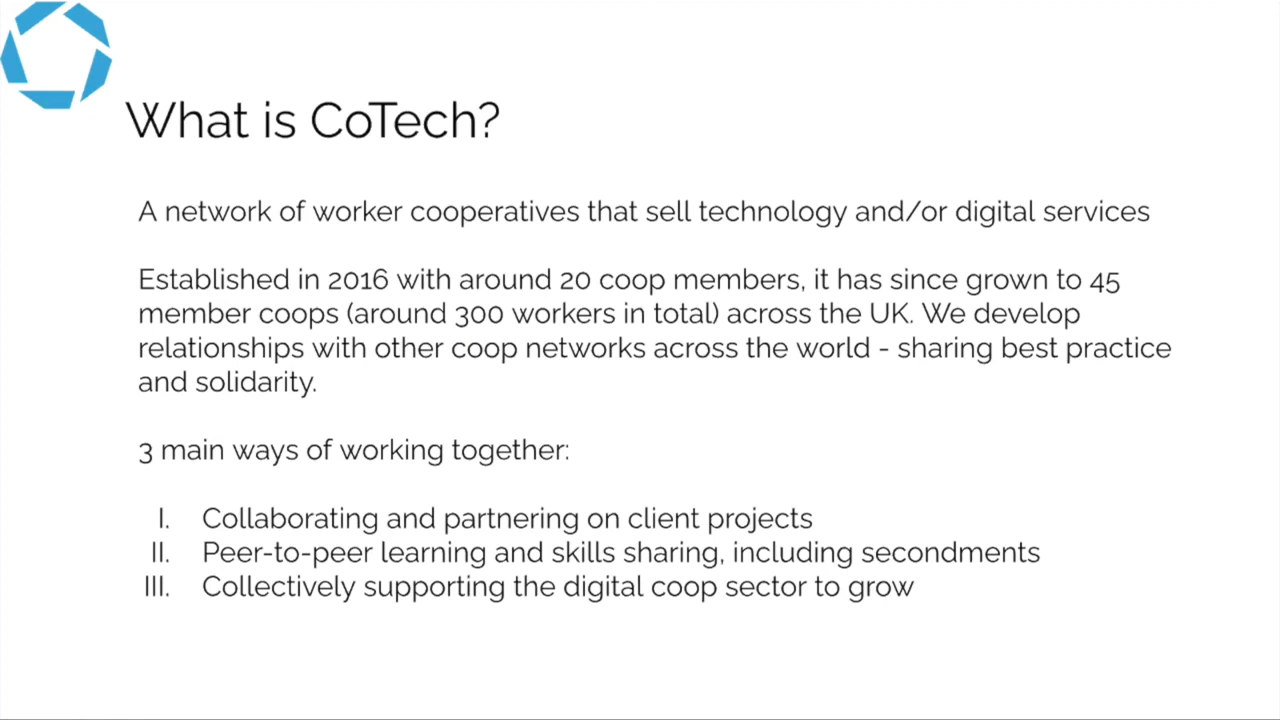 What is CoTech?
A network of worker cooperatives that sell technology and/or digital services
Established in 2016 with around 20 coop members, it has since grown to 45
member coops (around 300 workers in total) across the UK. We develop
relationships with other coop networks across the world - sharing best practice
and solidarity.
3 main ways of working together:
I. Collaborating and partnering on client projects
II. Peer-to-peer learning and skills sharing, including secondments
III. Collectively supporting the digital coop sector to grow